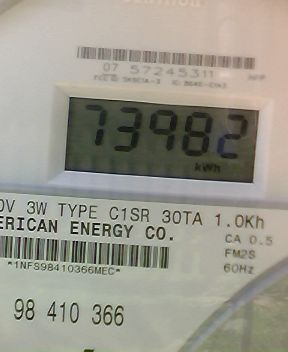 07 57245311
73982
kWh
0V 3W TYPE C1SR 30TA 1.0Kh
ERICAN ENERGY CO.
CA 0.5
*1NFS98410366MEC*
FM2S
60Hz
98 410 366